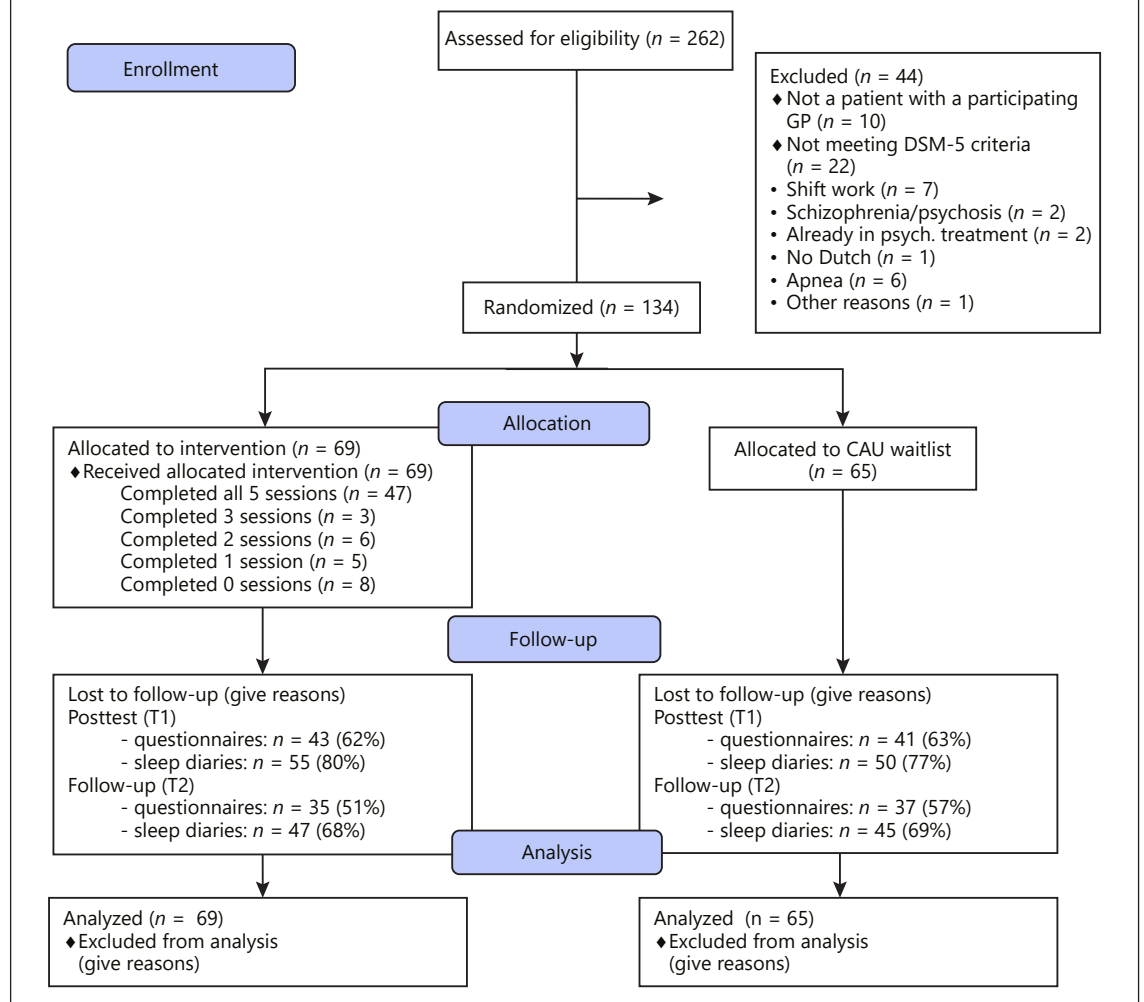 Assessed for eligibility (n = 262)
Enrollment
Excluded (n = 44)
♦ Not a patient with a participating
GP (n = 10)
♦ Not meeting DSM-5 criteria
(n = 22)
• Shift work (n = 7)
• Schizophrenia/psychosis (n = 2)
• Already in psych. treatment (n = 2)
• No Dutch (n = 1)
• Apnea (n = 6)
• Other reasons (n = 1)
Randomized (n = 134)
Allocation
Allocated to intervention (n = 69)
♦ Received allocated intervention (n = 69)
Completed all 5 sessions (n = 47)
Completed 3 sessions (n = 3)
Completed 2 sessions (n = 6)
Completed 1 session (n = 5)
Completed 0 sessions (n = 8)
Allocated to CAU waitlist
(n = 65)
Follow-up
Lost to follow-up (give reasons)
Posttest (T1)
- questionnaires: n = 43 (62%)
- sleep diaries: n = 55 (80%)
Follow-up (T2)
- questionnaires: n = 35 (51%)
- sleep diaries: n = 47 (68%)
Lost to follow-up (give reasons)
Posttest (T1)
- questionnaires: n = 41 (63%)
- sleep diaries: n = 50 (77%)
Follow-up (T2)
- questionnaires: n = 37 (57%)
- sleep diaries: n = 45 (69%)
Analysis
Analyzed (n = 69)
♦ Excluded from analysis
(give reasons)
Analyzed (n = 65)
♦ Excluded from analysis
(give reasons)